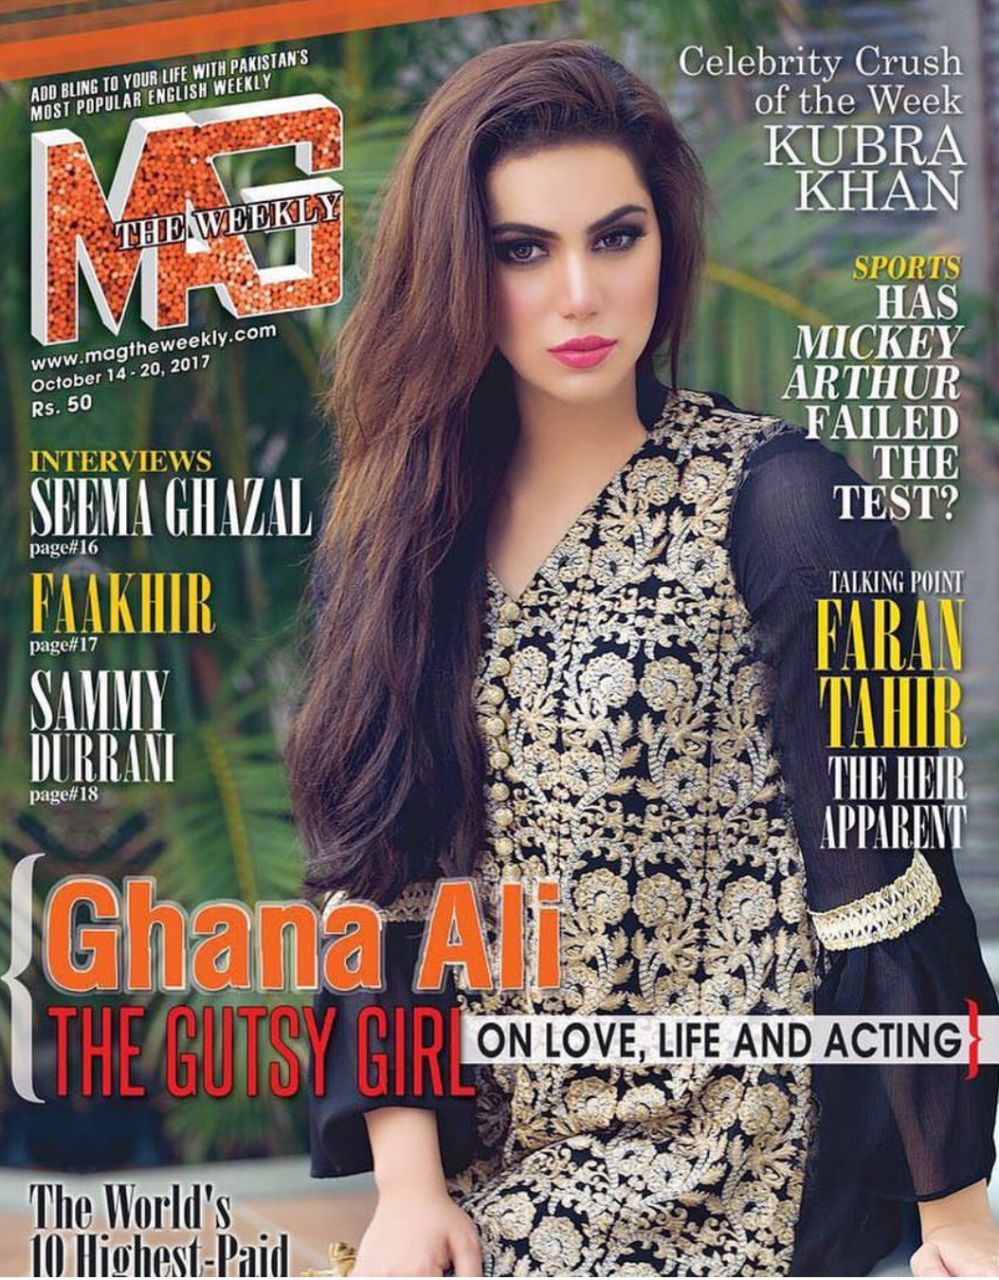 ADD BLING TO YOUR LIFE WITH PAKISTAN'S
MOST POPULAR ENGLISH WEEKLY
MAG
THE WEEKLY
www.magtheweekly.com
October 14 - 20, 2017
Rs. 50
INTERVIEWS
SEEMA GHAZAL
page#16
FAAKHIR
page#17
SAMMY
DURRANI
page#18
Celebrity Crush
of the Week
KUBRA
KHAN
SPORTS
HAS
MICKEY
ARTHUR
FAILED
THE
TEST?
TALKING POINT
FARAN
TAHIR
THE HEIR
APPARENT
Ghana Ali
THE GUTSY GIRL
ON LOVE, LIFE AND ACTING
The World's
10 Highest-Paid